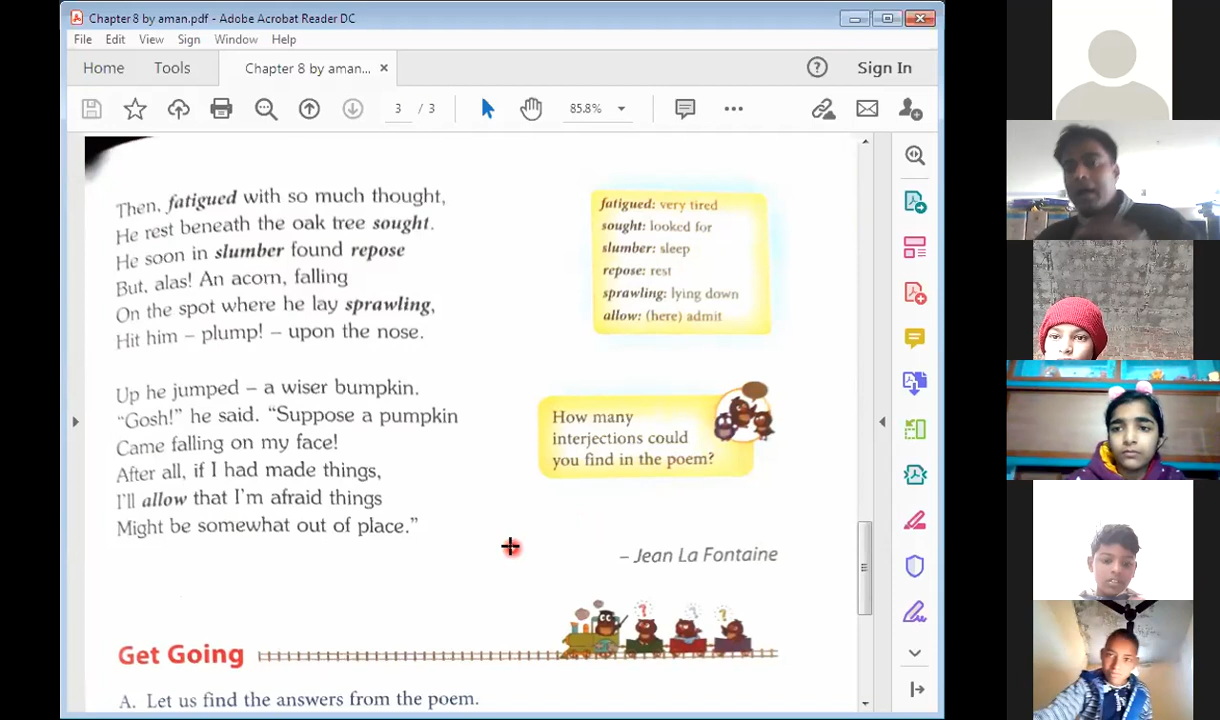 Chapter 8 by aman.pdf - Adobe Acrobat Reader DC
File Edit View Sign Window Help
Home Tools Chapter 8 by aman... × Sign In
3 / 3 85.8%
Then, fatigued with so much thought,
He rest beneath the oak tree sought.
He soon in slumber found repose
But, alas! An acorn, falling
On the spot where he lay sprawling,
Hit him – plump! – upon the nose.
fatigued: very tired
sought: looked for
slumber: sleep
repose: rest
sprawling: lying down
allow: (here) admit
Up he jumped – a wiser bumpkin.
“Gosh!” he said. “Suppose a pumpkin
Came falling on my face!
After all, if I had made things,
I’ll allow that I’m afraid things
Might be somewhat out of place.”
How many
interjections could
you find in the poem?
– Jean La Fontaine
Get Going
A. Let us find the answers from the poem.